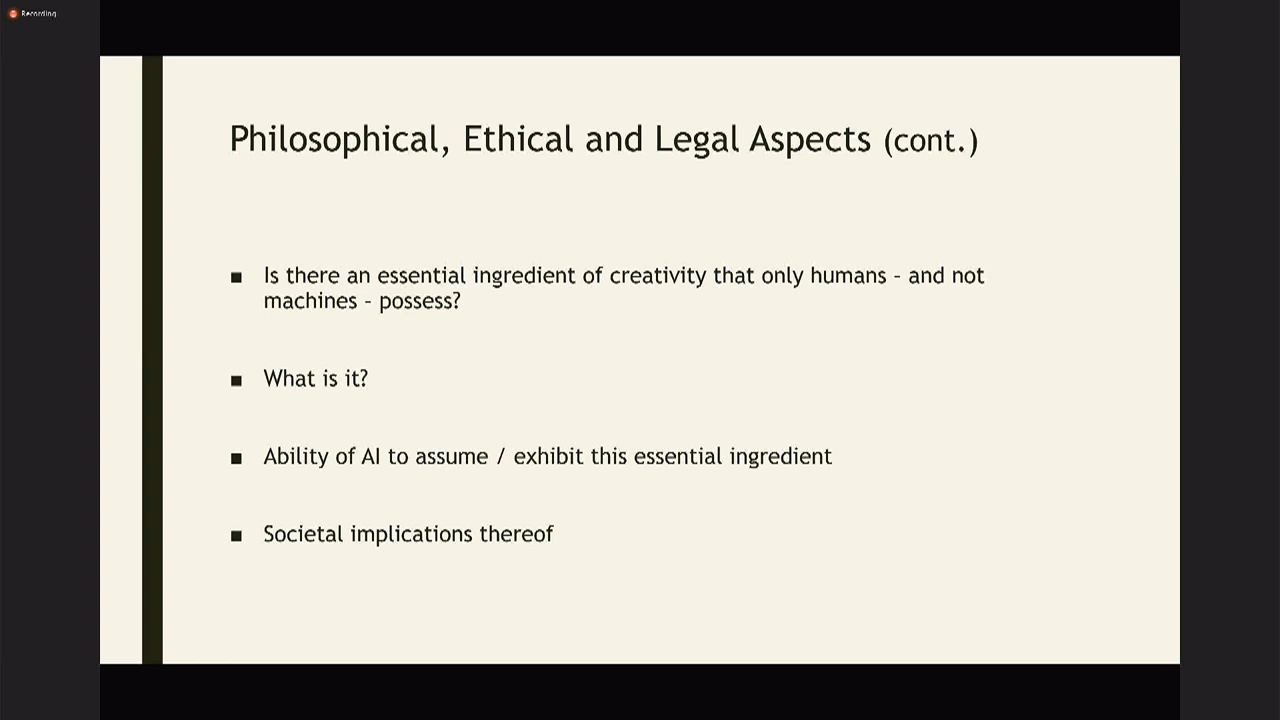 Recording
Philosophical, Ethical and Legal Aspects (cont.)
■ Is there an essential ingredient of creativity that only humans – and not
machines – possess?
■ What is it?
■ Ability of AI to assume / exhibit this essential ingredient
■ Societal implications thereof